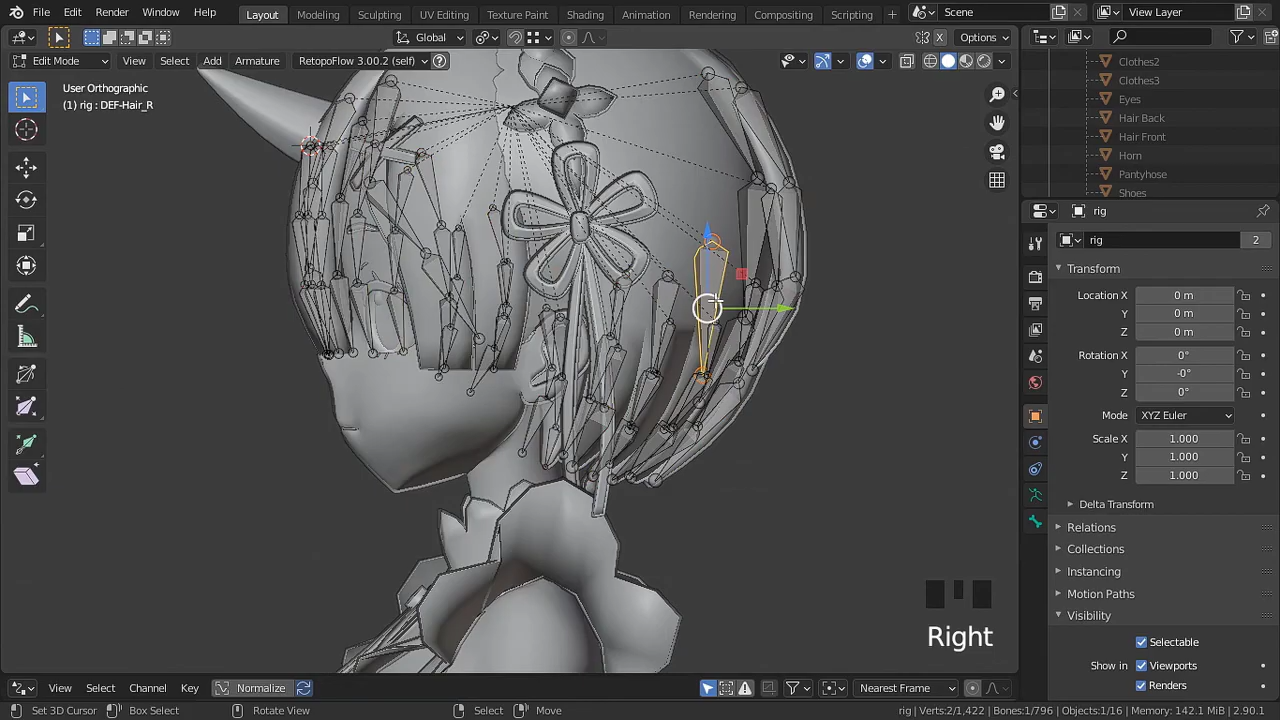 File Edit Render Window Help Layout Modeling Sculpting UV Editing Texture Paint Shading Animation Rendering Compositing Scripting + Scene View Layer
Global X Options
Edit Mode View Select Add Armature RetopoFlow 3.00.2 (self)
User Orthographic
(1) rig : DEF-Hair_R
Clothes2
Clothes3
Eyes
Hair Back
Hair Front
Horn
Pantyhose
Shoes
rig
rig 2
Transform
Location X 0 m
Y 0 m
Z 0 m
Rotation X 0°
Y -0°
Z 0°
Mode XYZ Euler
Scale X 1.000
Y 1.000
Z 1.000
Delta Transform
Relations
Collections
Instancing
Motion Paths
Visibility
Selectable
Show in Viewports
Renders
Right
View Select Channel Key Normalize Nearest Frame
Set 3D Cursor Box Select Rotate View Select Move rig | Verts:2/1,422 | Bones:1/796 | Objects:1/16 | Memory: 142.1 MiB | 2.90.1